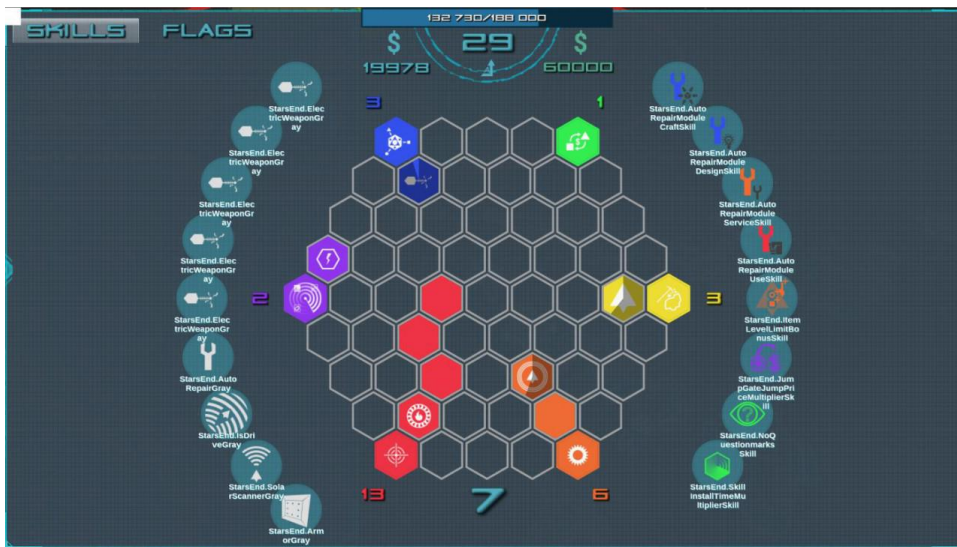 132 730/188 000
SKILLS
FLAGS
$
29
$
19978
60000
3
1
StarsEnd.Elec
tricWeaponGr
ay
StarsEnd.Elec
tricWeaponGr
ay
StarsEnd.Elec
tricWeaponGr
ay
StarsEnd.Elec
tricWeaponGr
ay
StarsEnd.Elec
tricWeaponGr
ay
StarsEnd.Auto
RepairGray
StarsEnd.IsDri
veGray
StarsEnd.Sola
rScannerGray
StarsEnd.Arm
orGray
2
3
13
7
6
StarsEnd.Auto
RepairModule
CraftSkill
StarsEnd.Auto
RepairModule
DesignSkill
StarsEnd.Auto
RepairModule
ServiceSkill
StarsEnd.Auto
RepairModule
UseSkill
StarsEnd.Item
LevelLimitBo
nusSkill
StarsEnd.Jum
pGateJumpPri
ceMultiplierSk
ill
StarsEnd.NoQ
uestionmarks
Skill
StarsEnd.Skill
InstallTimeMu
ltiplierSkill